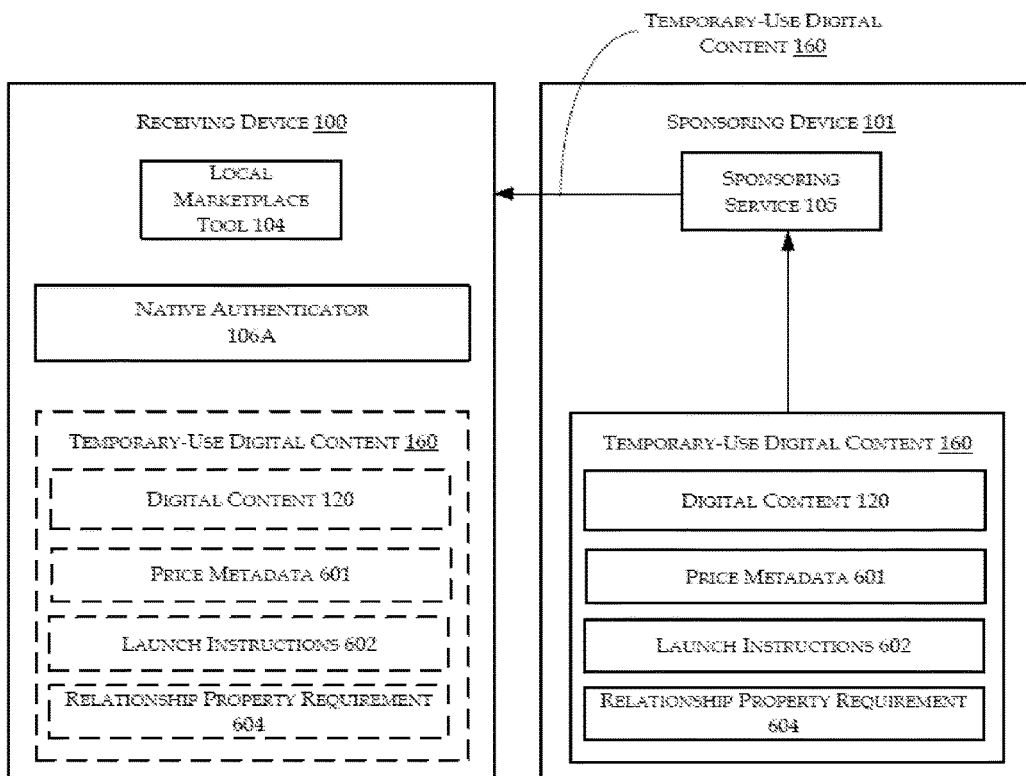 TEMPORARY-USE DIGITAL
CONTENT 160
RECEIVING DEVICE 100
LOCAL
MARKETPLACE
TOOL 104
NATIVE AUTHENTICATOR
106A
TEMPORARY-USE DIGITAL CONTENT 160
DIGITAL CONTENT 120
PRICE METADATA 601
LAUNCH INSTRUCTIONS 602
RELATIONSHIP PROPERTY REQUIREMENT
604
SPONSORING DEVICE 101
SPONSORING
SERVICE 105
TEMPORARY-USE DIGITAL CONTENT 160
DIGITAL CONTENT 120
PRICE METADATA 601
LAUNCH INSTRUCTIONS 602
RELATIONSHIP PROPERTY REQUIREMENT
604